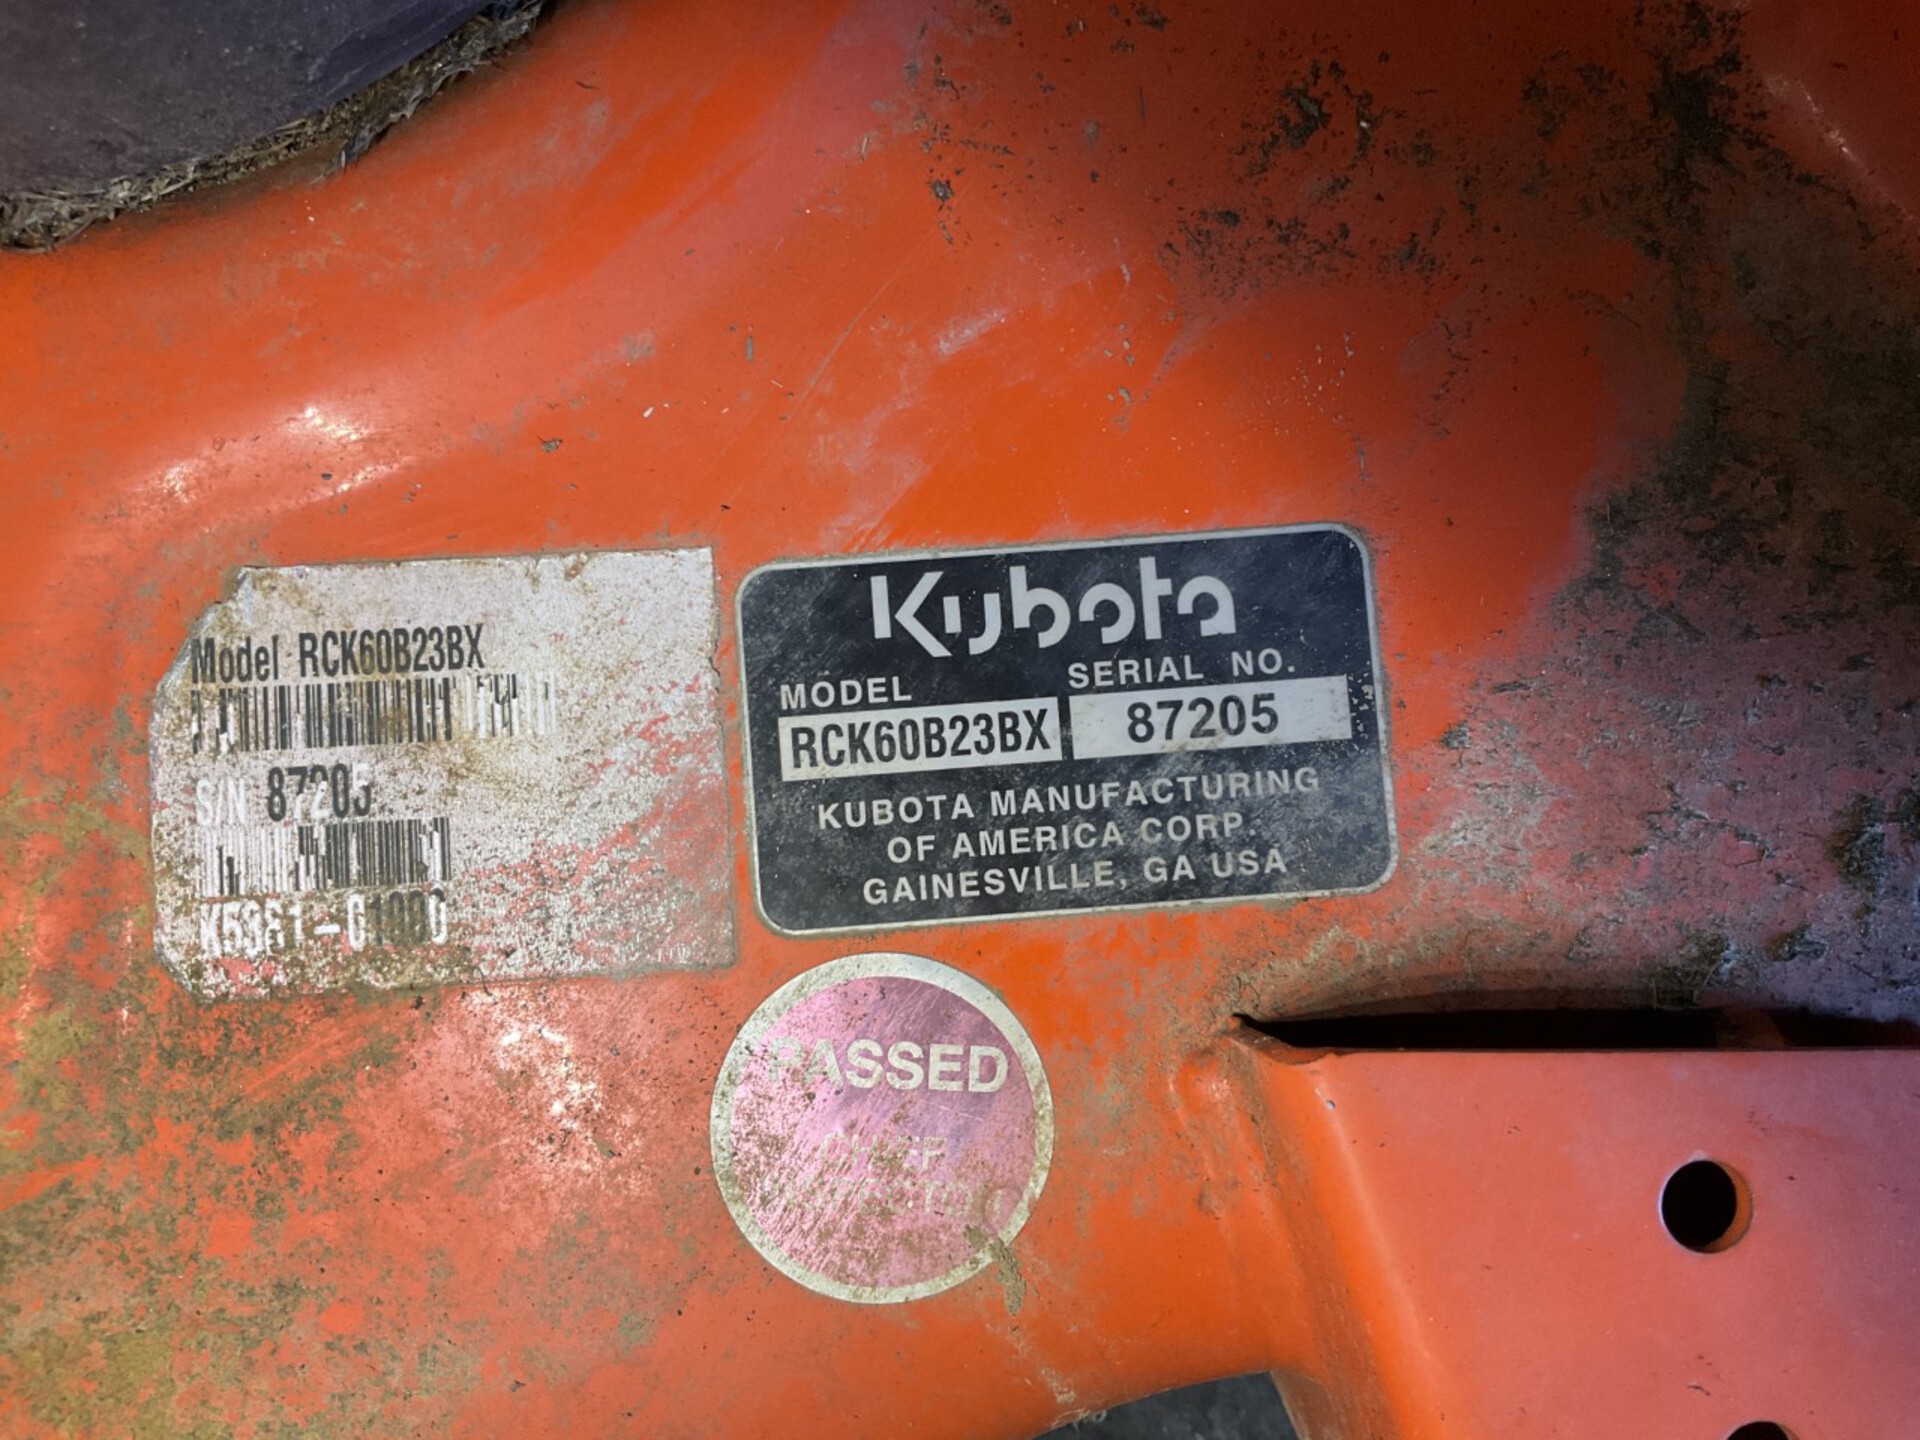 Model RCK60B23BX
S/N 87205
Kubota
MODEL
SERIAL NO.
RCK60B23BX
87205
KUBOTA MANUFACTURING
OF AMERICA CORP.
GAINESVILLE, GA USA
PASSED